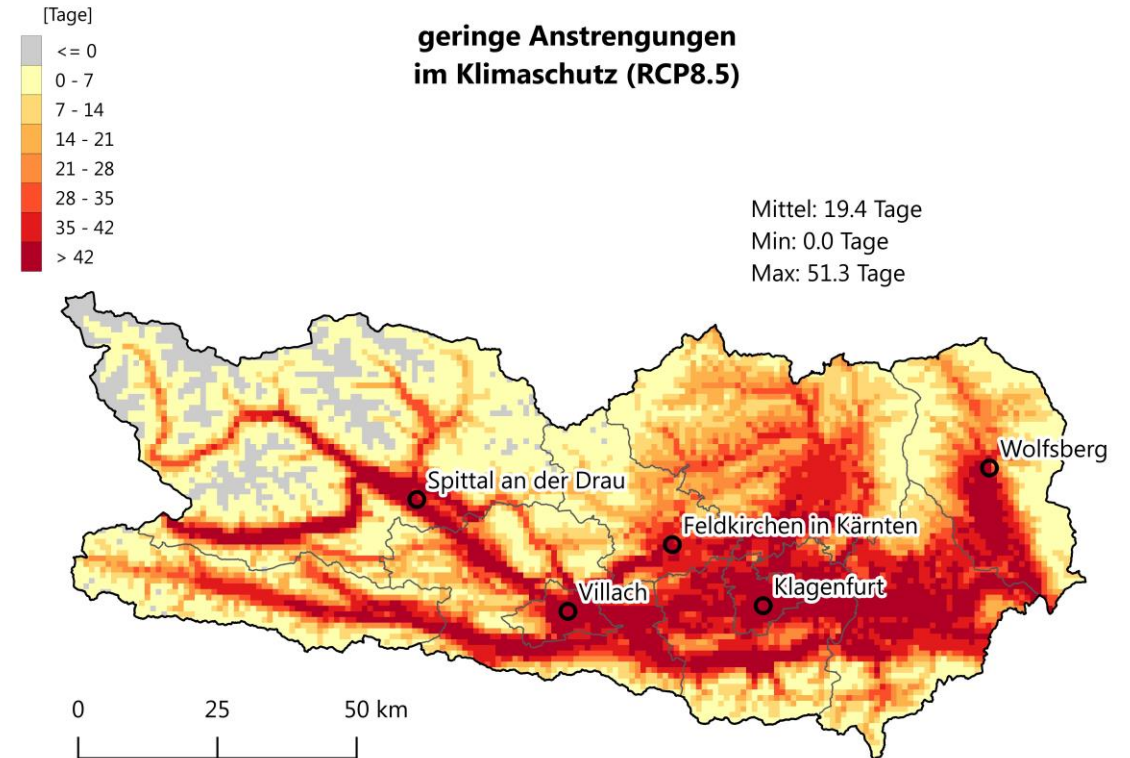 [Tage]
<= 0
0 - 7
7 - 14
14 - 21
21 - 28
28 - 35
35 - 42
> 42
geringe Anstrengungen
im Klimaschutz (RCP8.5)
Mittel: 19.4 Tage
Min: 0.0 Tage
Max: 51.3 Tage
Wolfsberg
Spittal an der Drau
Feldkirchen in Kärnten
Villach
Klagenfurt
0 25 50 km